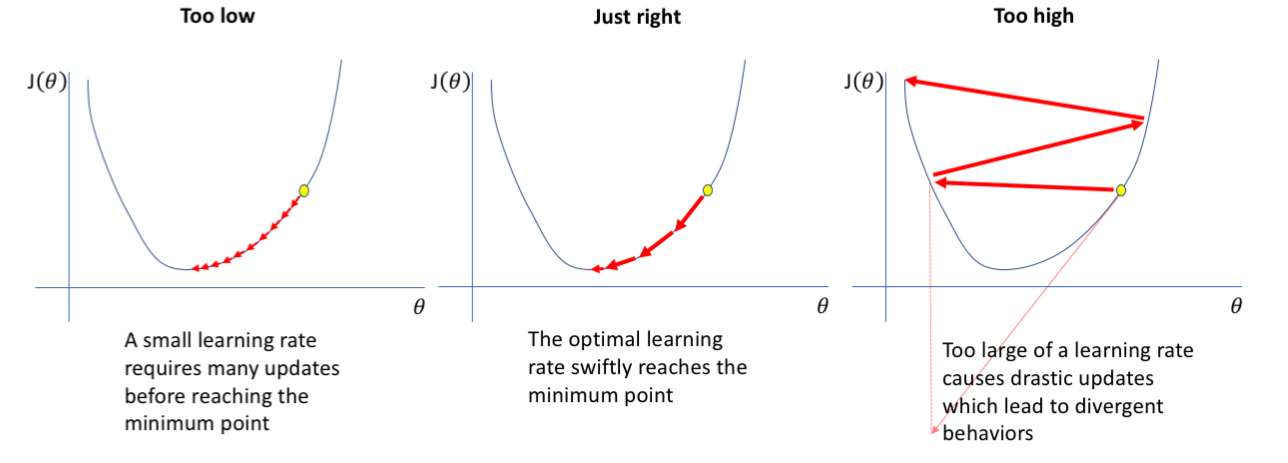 Too low
J(θ)
θ
A small learning rate
requires many updates
before reaching the
minimum point
Just right
J(θ)
θ
The optimal learning
rate swiftly reaches the
minimum point
Too high
J(θ)
θ
Too large of a learning rate
causes drastic updates
which lead to divergent
behaviors